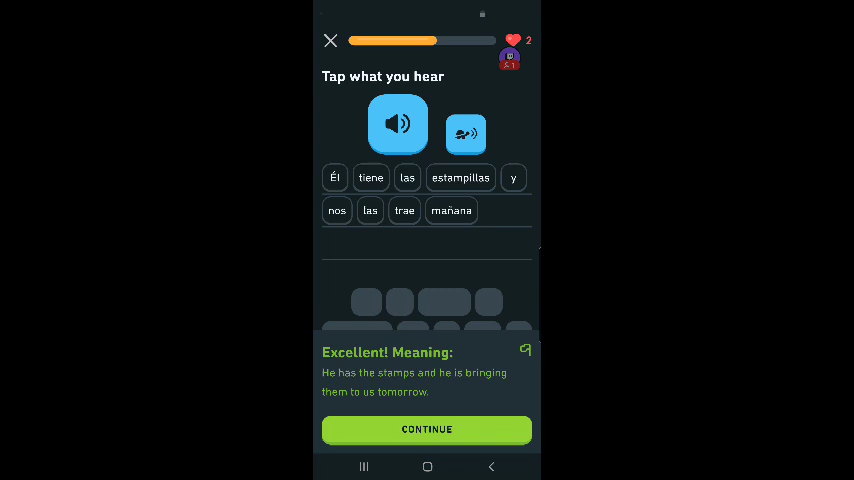 2
1
Tap what you hear
Él tiene las estampillas y
nos las trae mañana
Excellent! Meaning:
He has the stamps and he is bringing
them to us tomorrow.
CONTINUE